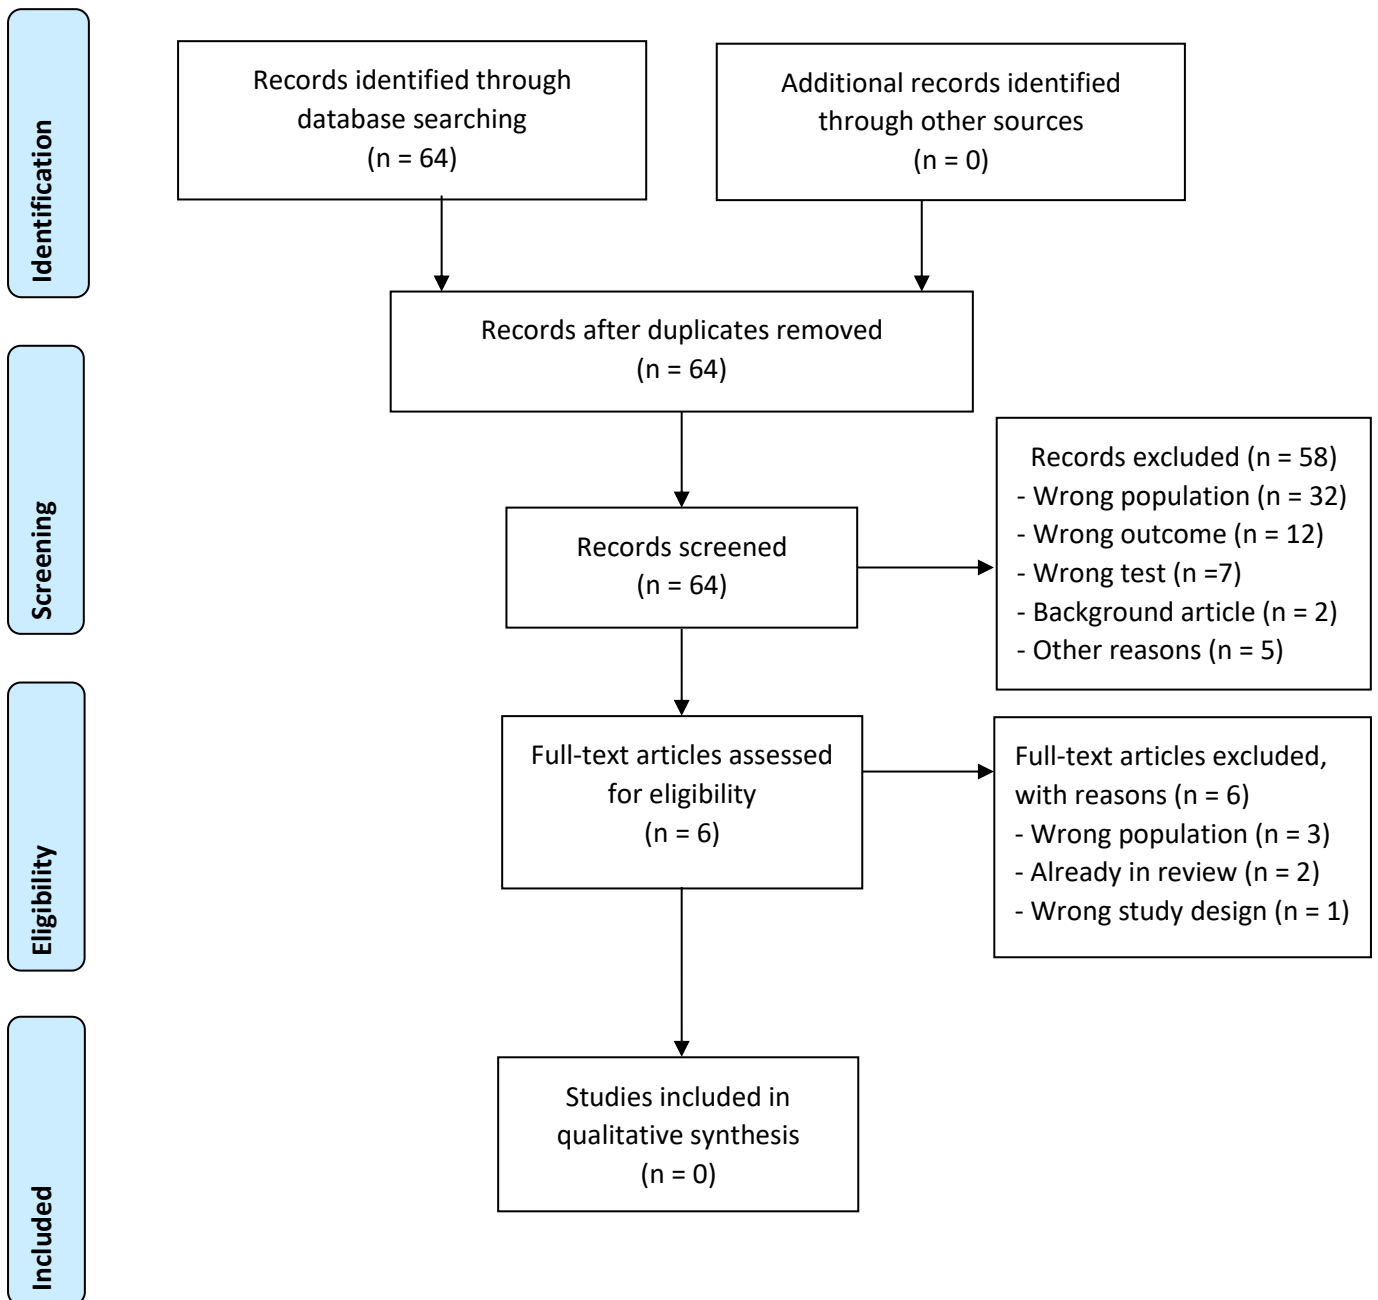 Identification
Records identified through
database searching
(n = 64)
Additional records identified
through other sources
(n = 0)
Records after duplicates removed
(n = 64)
Screening
Records screened
(n = 64)
Records excluded (n = 58)
- Wrong population (n = 32)
- Wrong outcome (n = 12)
- Wrong test (n =7)
- Background article (n = 2)
- Other reasons (n = 5)
Eligibility
Full-text articles assessed
for eligibility
(n = 6)
Full-text articles excluded,
with reasons (n = 6)
- Wrong population (n = 3)
- Already in review (n = 2)
- Wrong study design (n = 1)
Included
Studies included in
qualitative synthesis
(n = 0)